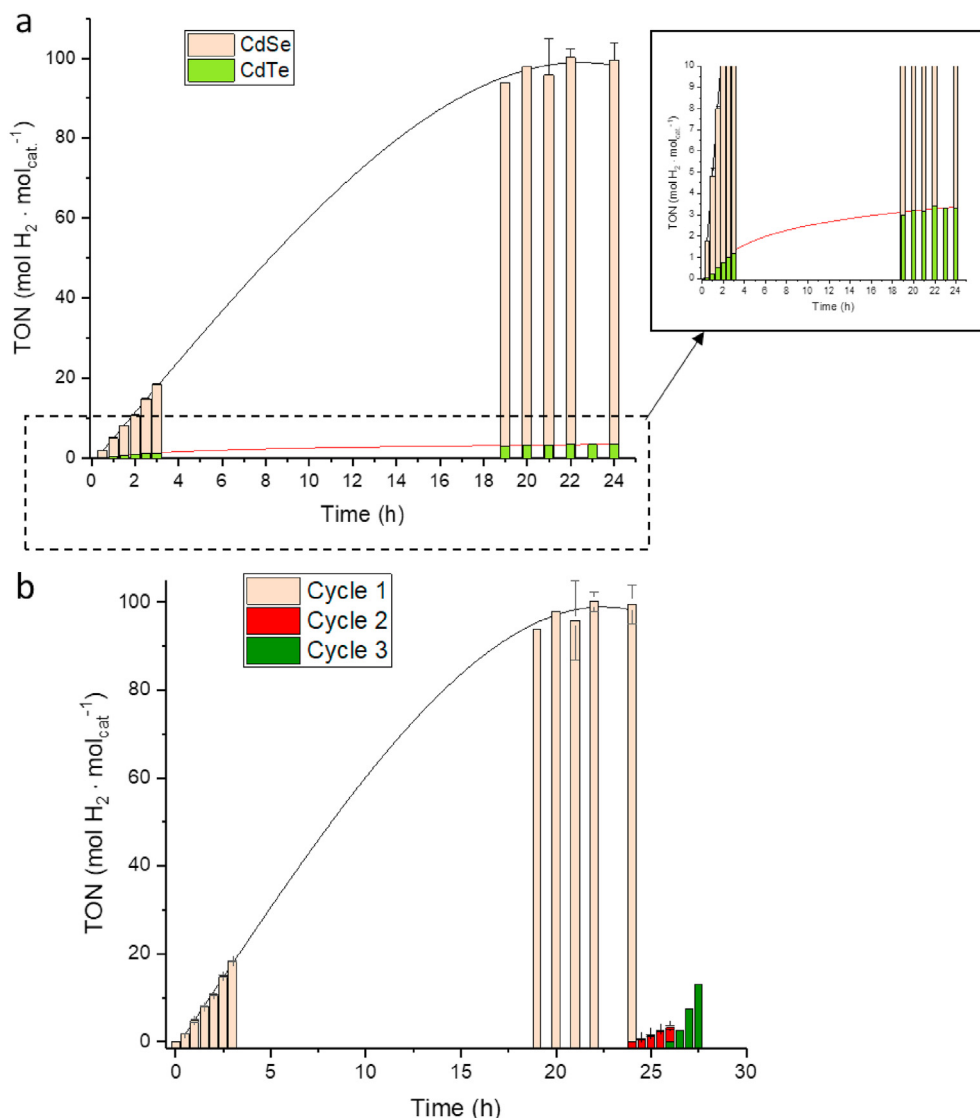 a
CdSe
CdTe
TON (mol H₂ · mol_cat.⁻¹)
100
80
60
40
20
0
0 2 4 6 8 10 12 14 16 18 20 22 24
Time (h)
TON (mol H₂ · mol_cat.⁻¹)
10
9
8
7
6
5
4
3
2
1
0
0 2 4 6 8 10 12 14 16 18 20 22 24
Time (h)
b
Cycle 1
Cycle 2
Cycle 3
TON (mol H₂ · mol_cat⁻¹)
100
80
60
40
20
0
0 5 10 15 20 25 30
Time (h)